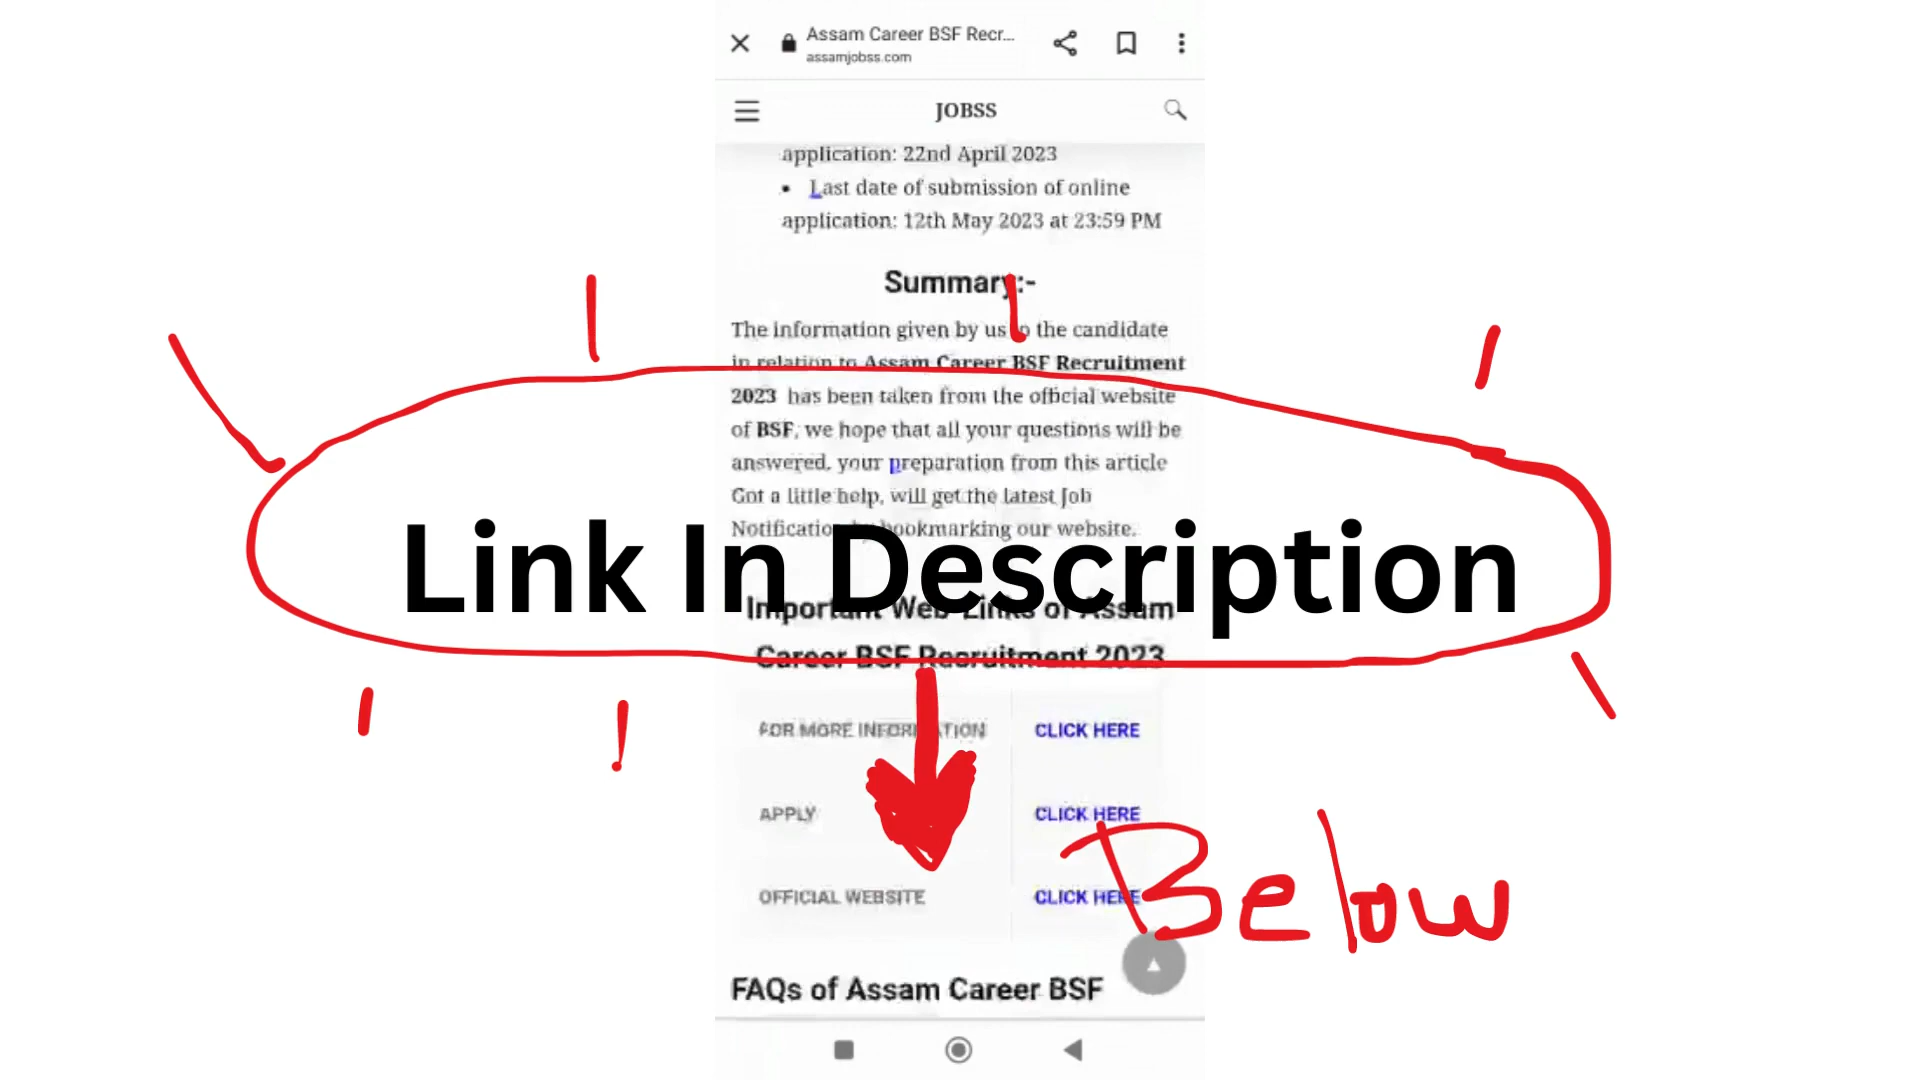 Assam Career BSF Recr...
assamjobss.com
JOBSS
application: 22nd April 2023
• Last date of submission of online
application: 12th May 2023 at 23:59 PM
Summary:-
The information given by us to the candidate
in relation to Assam Career BSF Recruitment
2023 has been taken from the official website
of BSF, we hope that all your questions will be
answered, your preparation from this article
Got a little help, will get the latest Job
Notification by bookmarking our website.
Link In Description
Important Web-Links of Assam
Career BSF Recruitment 2023
FOR MORE INFORMATION CLICK HERE
APPLY CLICK HERE
OFFICIAL WEBSITE CLICK HERE
Below
FAQs of Assam Career BSF